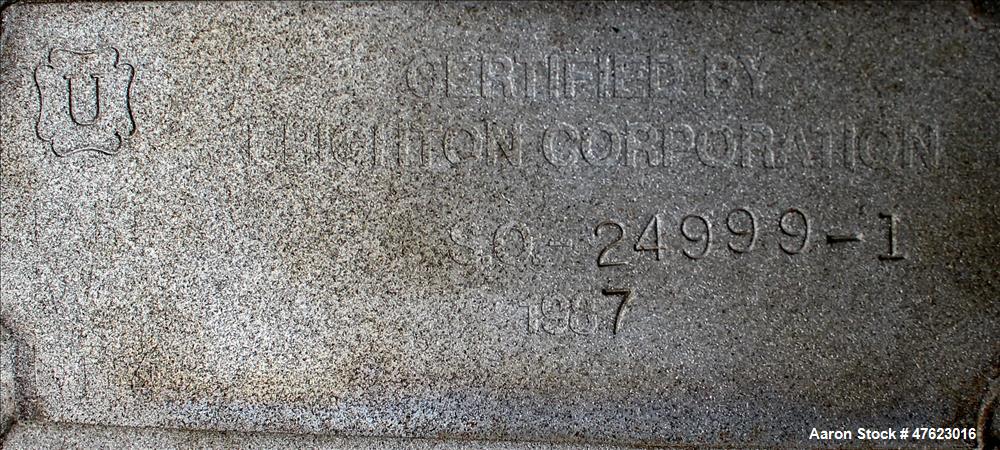 U
CERTIFIED BY
CORPORATION
SO-24999-1
1987
Aaron Stock # 47623016